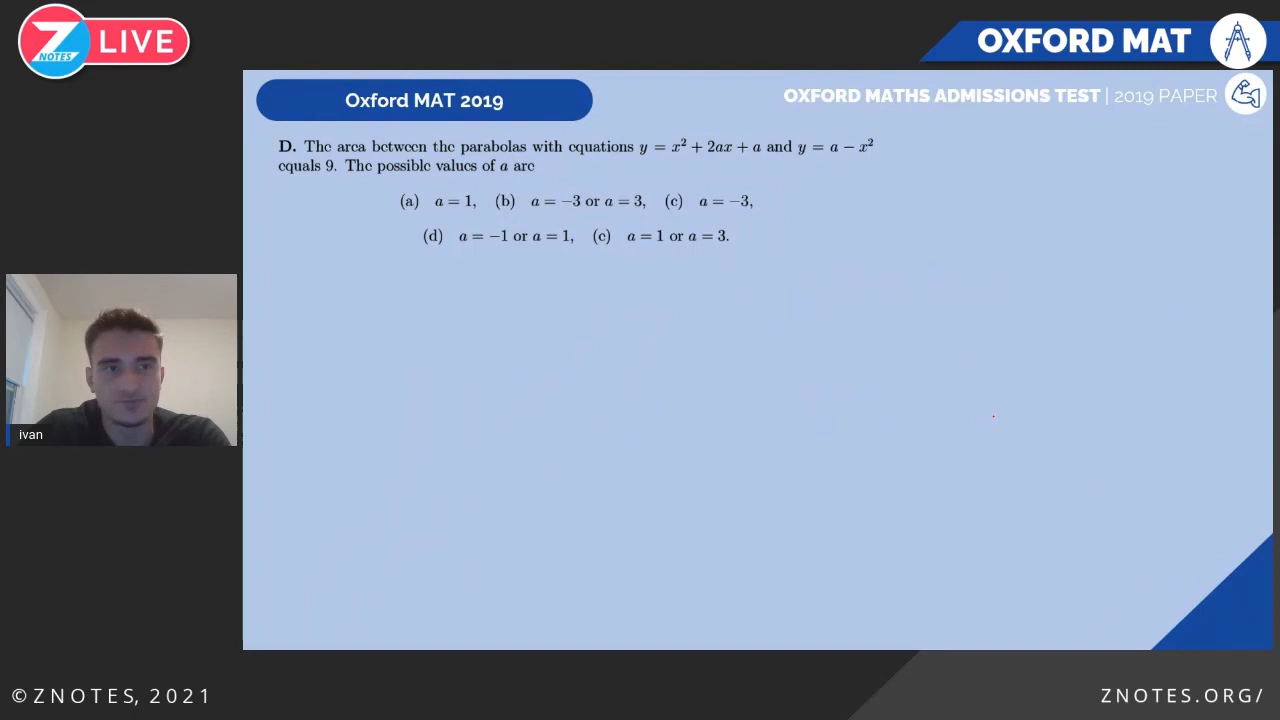 Z NOTES LIVE
OXFORD MAT
Oxford MAT 2019
OXFORD MATHS ADMISSIONS TEST | 2019 PAPER
D. The area between the parabolas with equations y = x² + 2ax + a and y = a − x²
equals 9. The possible values of a are
(a) a = 1, (b) a = −3 or a = 3, (c) a = −3,
(d) a = −1 or a = 1, (e) a = 1 or a = 3.
ivan
© ZNOTES, 2021
ZNOTES.ORG/